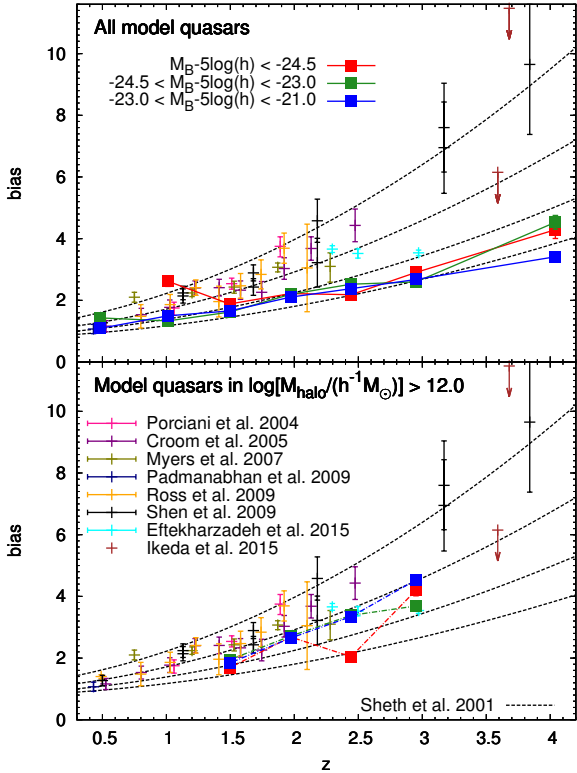 All model quasars
M_B-5log(h) < -24.5
-24.5 < M_B-5log(h) < -23.0
-23.0 < M_B-5log(h) < -21.0
10
8
6
4
2
0
bias
Model quasars in log[M_halo/(h^-1 M_⊙)] > 12.0
Porciani et al. 2004
Croom et al. 2005
Myers et al. 2007
Padmanabhan et al. 2009
Ross et al. 2009
Shen et al. 2009
Eftekharzadeh et al. 2015
Ikeda et al. 2015
Sheth et al. 2001
10
8
6
4
2
0
bias
0.5 1 1.5 2 2.5 3 3.5 4
z